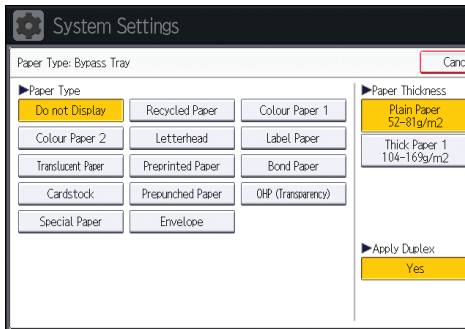 System Settings
Paper Type: Bypass Tray
Canc
▶Paper Type
Do not Display
Recycled Paper
Colour Paper 1
Colour Paper 2
Letterhead
Label Paper
Translucent Paper
Preprinted Paper
Bond Paper
Cardstock
Prepunched Paper
OHP (Transparency)
Special Paper
Envelope
▶Paper Thickness
Plain Paper
52-81g/m2
Thick Paper 1
104-169g/m2
▶Apply Duplex
Yes